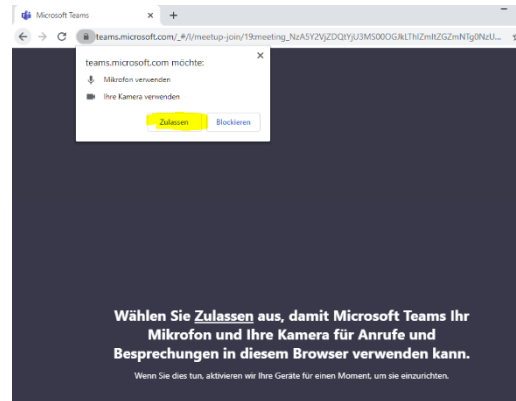 Microsoft Teams
teams.microsoft.com/_#/l/meetup-join/19:meeting_NzA5Y2VjZDQtYjU3MS00OGJkLThlZmItZGZmNTg0NzU...
teams.microsoft.com möchte:
Mikrofon verwenden
Ihre Kamera verwenden
Zulassen Blockieren
Wählen Sie Zulassen aus, damit Microsoft Teams Ihr
Mikrofon und Ihre Kamera für Anrufe und
Besprechungen in diesem Browser verwenden kann.
Wenn Sie dies tun, aktivieren wir Ihre Geräte für einen Moment, um sie einzurichten.